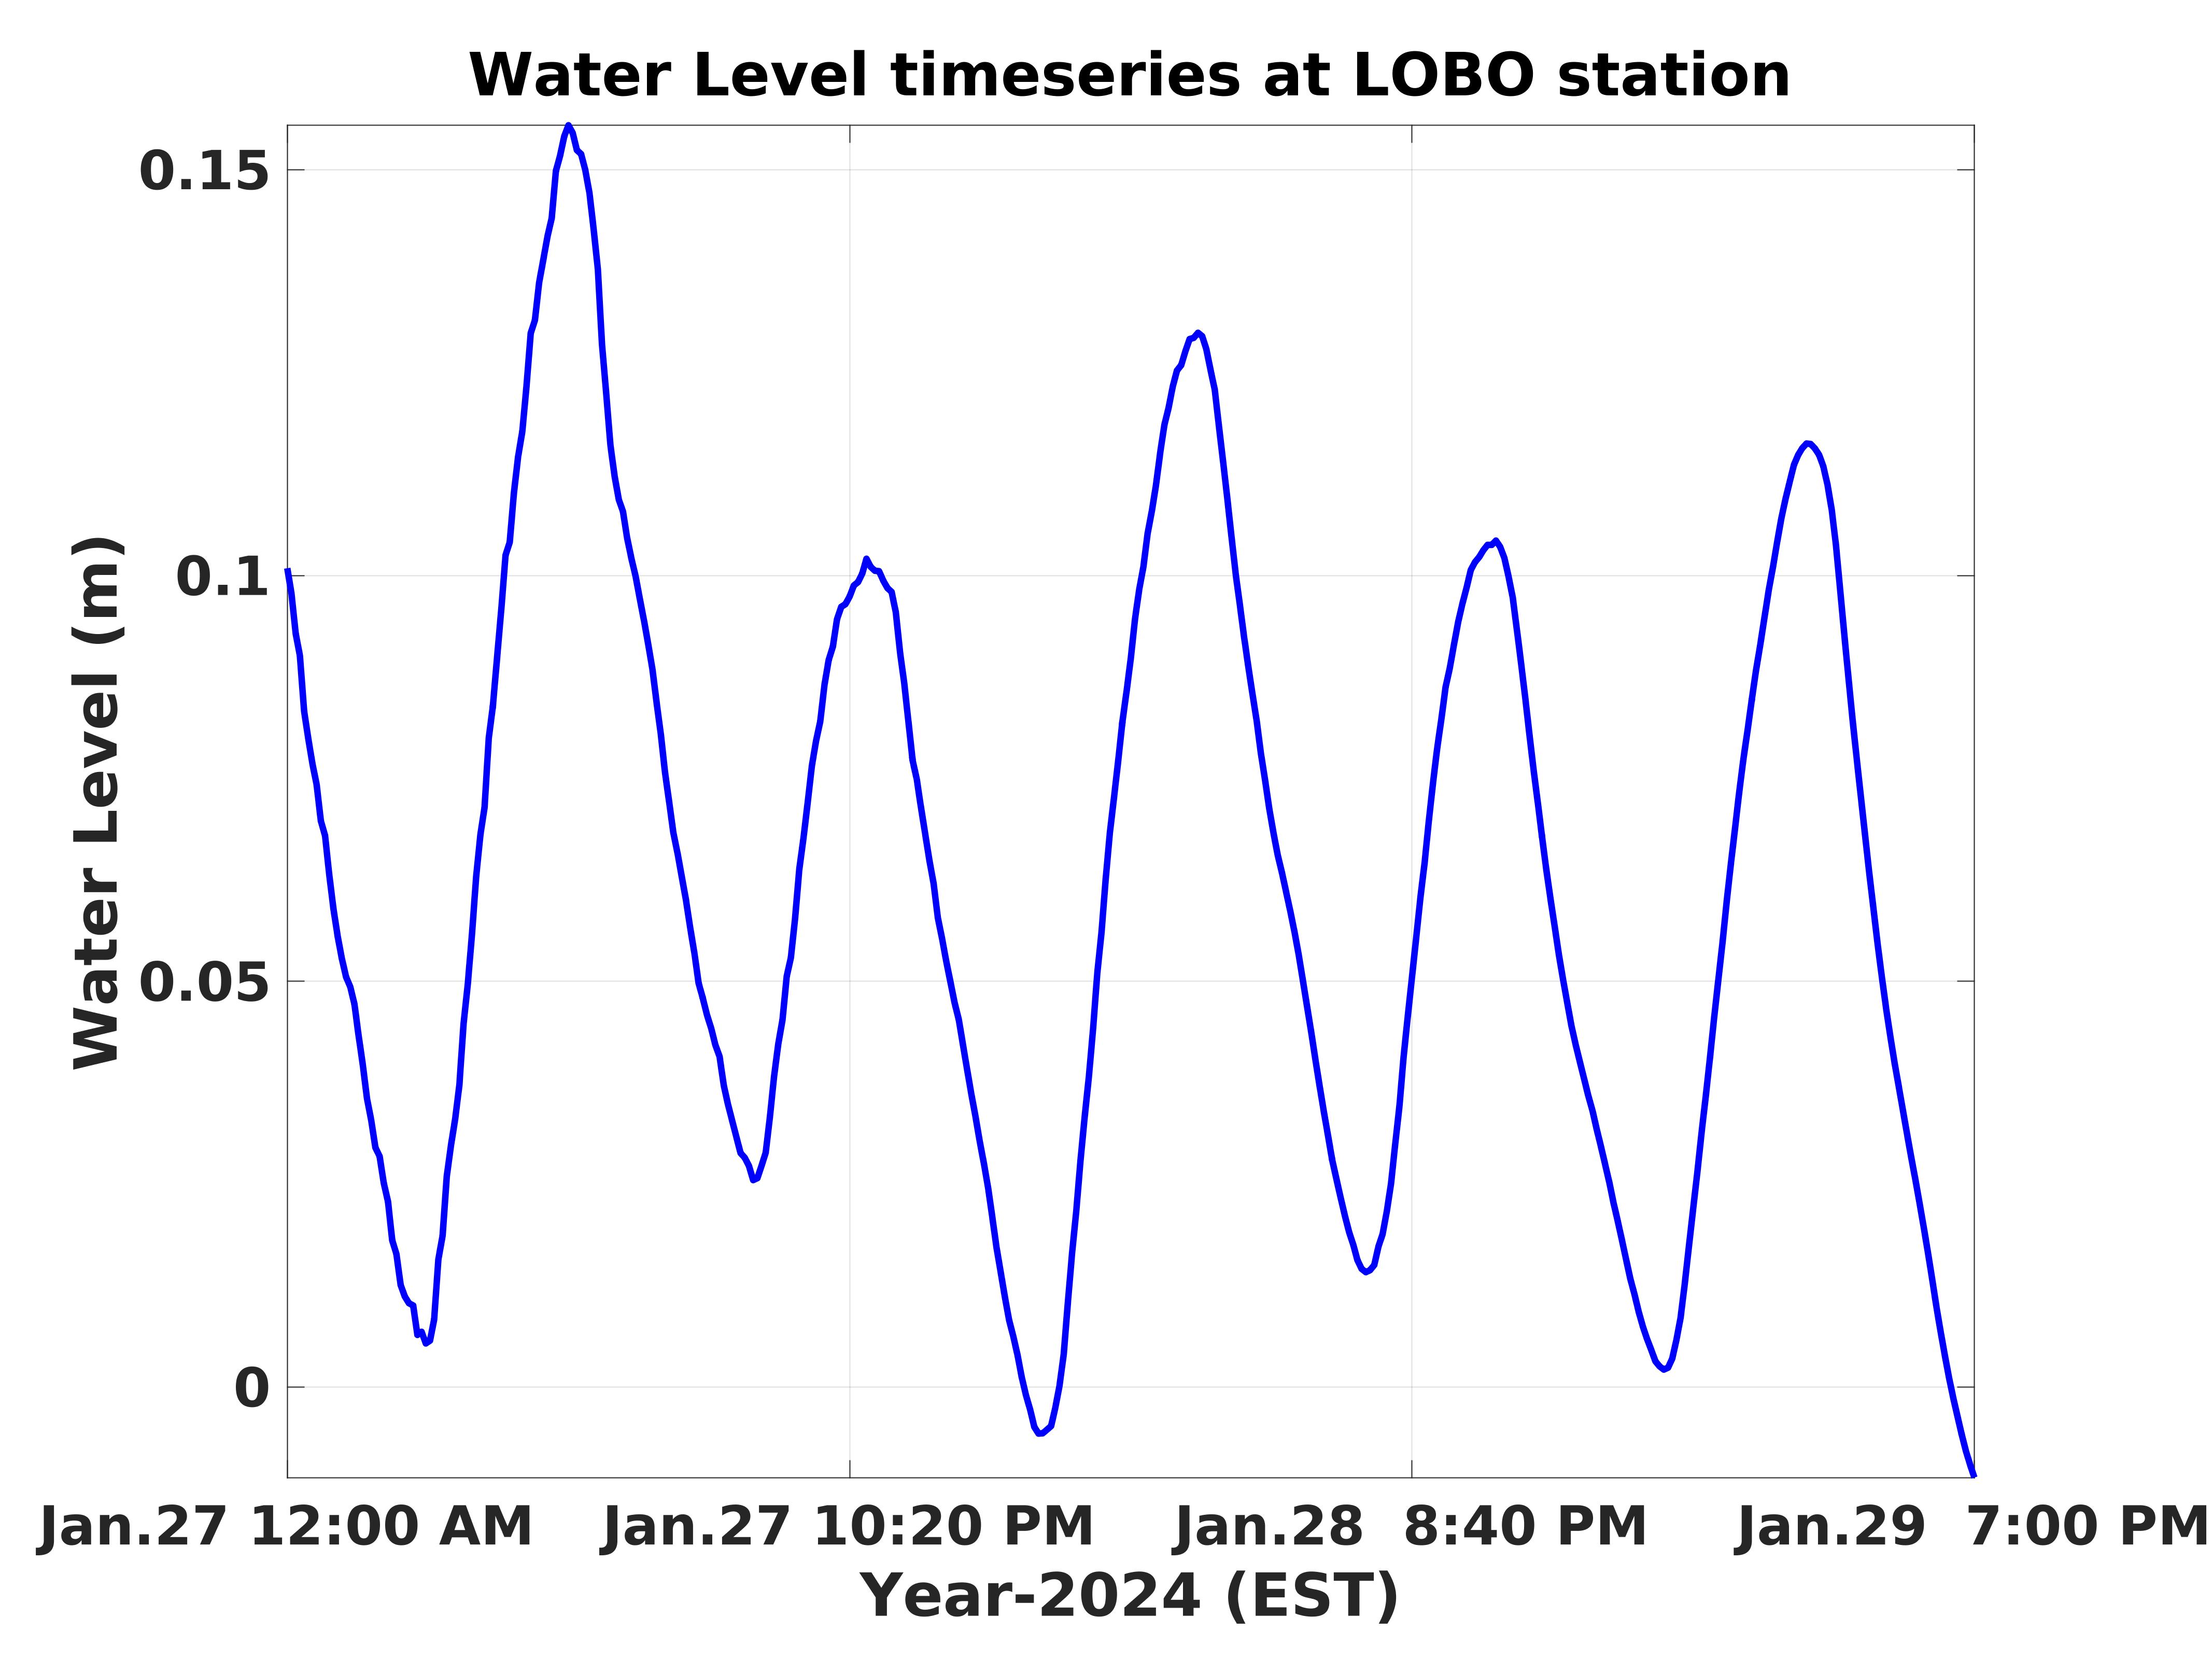 Water Level timeseries at LOBO station
Water Level (m)
0.15
0.1
0.05
0
Jan.27 12:00 AM
Jan.27 10:20 PM
Jan.28 8:40 PM
Jan.29 7:00 PM
Year-2024 (EST)